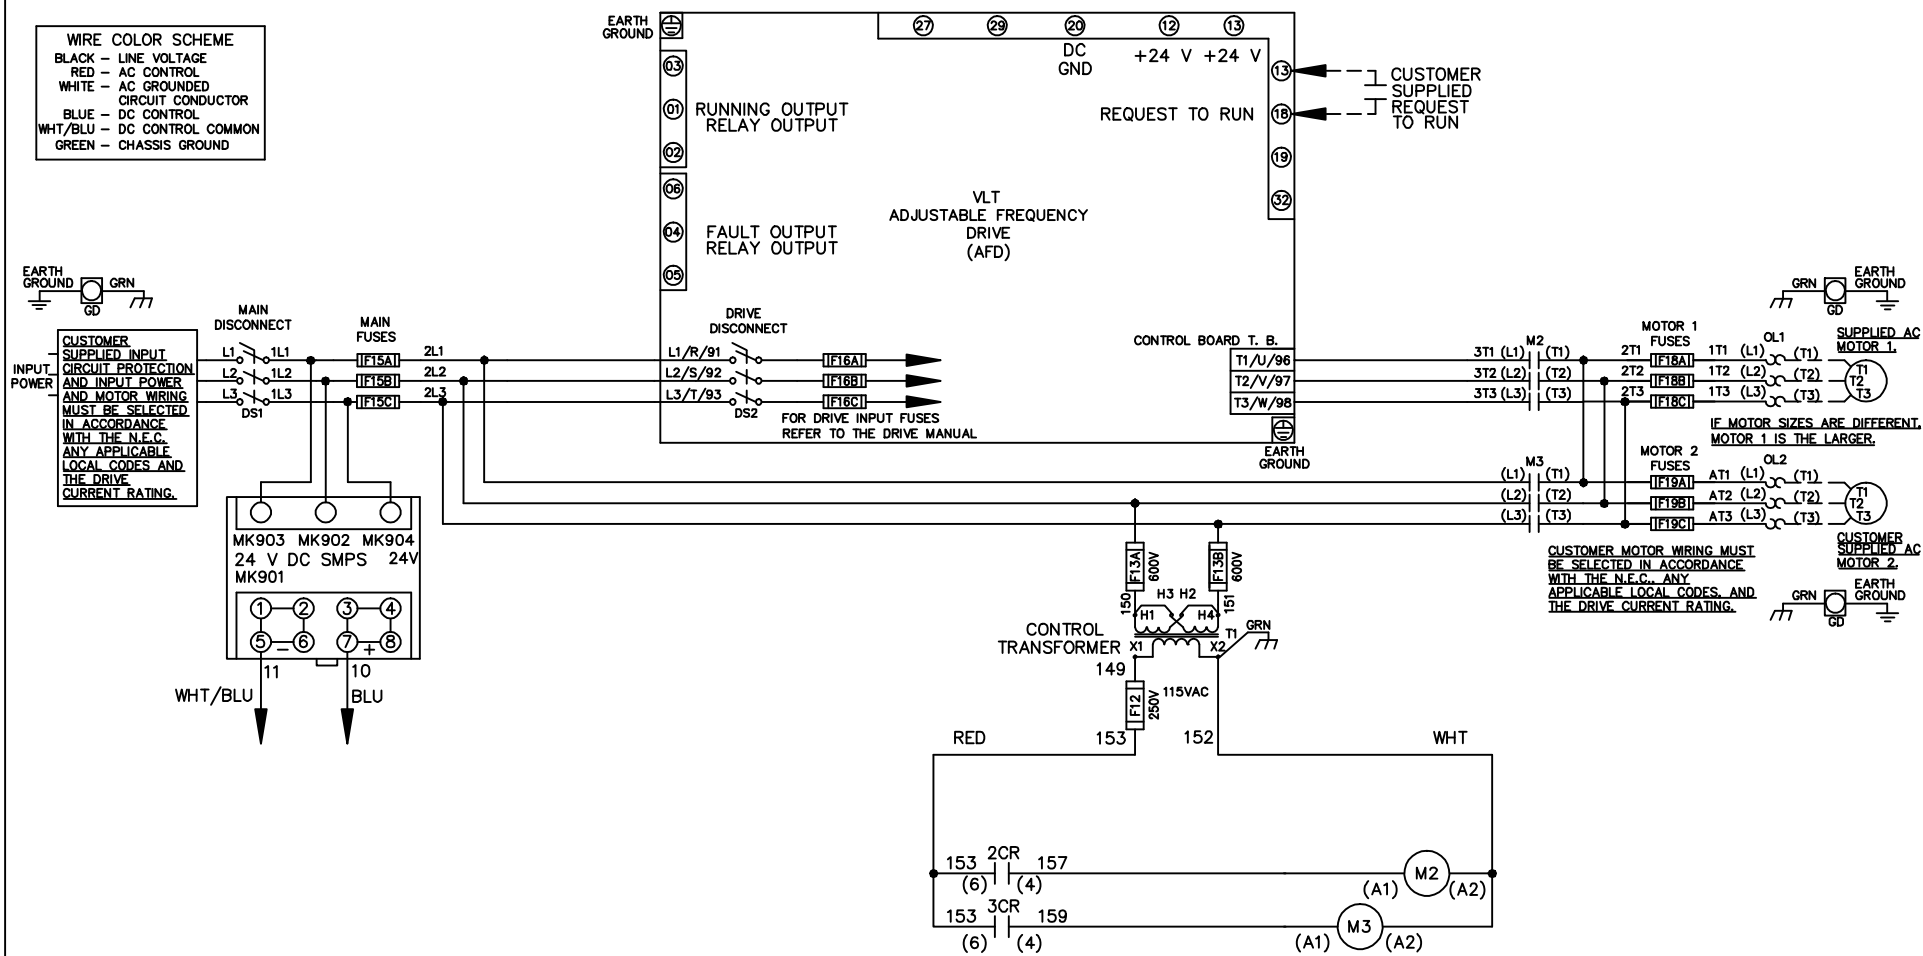 WIRE COLOR SCHEME
BLACK – LINE VOLTAGE
RED – AC CONTROL
WHITE – AC GROUNDED
CIRCUIT CONDUCTOR
BLUE – DC CONTROL
WHT/BLU – DC CONTROL COMMON
GREEN – CHASSIS GROUND
EARTH
GROUND
27 29 20 12 13
DC
GND
+24 V +24 V
03
01
02
RUNNING OUTPUT
RELAY OUTPUT
06
04
05
FAULT OUTPUT
RELAY OUTPUT
VLT
ADJUSTABLE FREQUENCY
DRIVE
(AFD)
REQUEST TO RUN
13
18
19
32
CUSTOMER
SUPPLIED
REQUEST
TO RUN
EARTH
GROUND
GRN
GD
INPUT
POWER
CUSTOMER
SUPPLIED INPUT
CIRCUIT PROTECTION
AND INPUT POWER
AND MOTOR WIRING
MUST BE SELECTED
IN ACCORDANCE
WITH THE N.E.C.
ANY APPLICABLE
LOCAL CODES AND
THE DRIVE
CURRENT RATING.
MAIN
DISCONNECT
L1 1L1
L2 1L2
L3 1L3
DS1
MAIN
FUSES
F15A
F15B
F15C
2L1
2L2
2L3
L1/R/91
L2/S/92
L3/T/93
DRIVE
DISCONNECT
DS2
F16A
F16B
F16C
FOR DRIVE INPUT FUSES
REFER TO THE DRIVE MANUAL
CONTROL BOARD T. B.
T1/U/96
T2/V/97
T3/W/98
EARTH
GROUND
M2
3T1 (L1) (T1)
3T2 (L2) (T2)
3T3 (L3) (T3)
MOTOR 1
FUSES
2T1 F18A 1T1 (L1) (T1)
2T2 F18B 1T2 (L2) (T2)
2T3 F18C 1T3 (L3) (T3)
OL1
T1
T2
T3
GRN
GD
EARTH
GROUND
SUPPLIED AC
MOTOR 1.
IF MOTOR SIZES ARE DIFFERENT,
MOTOR 1 IS THE LARGER.
M3
(L1) (T1)
(L2) (T2)
(L3) (T3)
MOTOR 2
FUSES
F19A AT1 (L1) (T1)
F19B AT2 (L2) (T2)
F19C AT3 (L3) (T3)
OL2
T1
T2
T3
CUSTOMER
SUPPLIED AC
MOTOR 2.
CUSTOMER MOTOR WIRING MUST
BE SELECTED IN ACCORDANCE
WITH THE N.E.C., ANY
APPLICABLE LOCAL CODES, AND
THE DRIVE CURRENT RATING.
GRN
GD
EARTH
GROUND
MK903 MK902 MK904
24 V DC SMPS 24V
MK901
1 2 3 4
5 – 6 7 + 8
11 10
WHT/BLU BLU
F13A
600V
F13B
600V
150
151
H3 H2
H1 H4
CONTROL
TRANSFORMER
T1
GRN
X1 X2
149
F12
250V
115VAC
RED 153 152 WHT
153 2CR 157
(6) (4)
(A1) M2 (A2)
153 3CR 159
(6) (4)
(A1) M3 (A2)